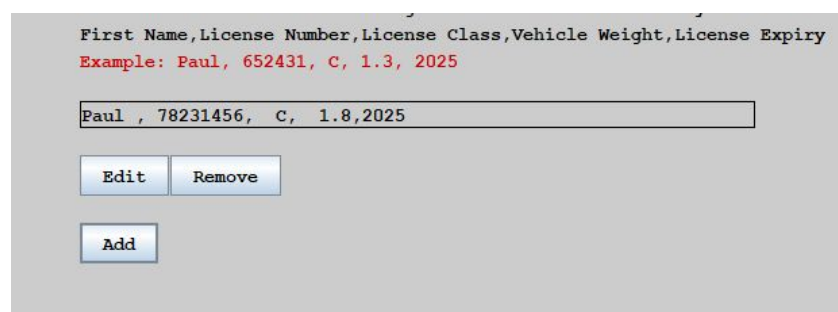 First Name,License Number,License Class,Vehicle Weight,License Expiry
Example: Paul, 652431, C, 1.3, 2025
Paul , 78231456, C, 1.8,2025
Edit Remove
Add